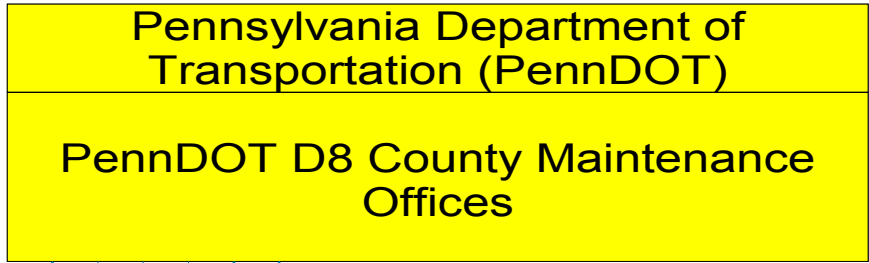 Pennsylvania Department of
Transportation (PennDOT)
PennDOT D8 County Maintenance
Offices